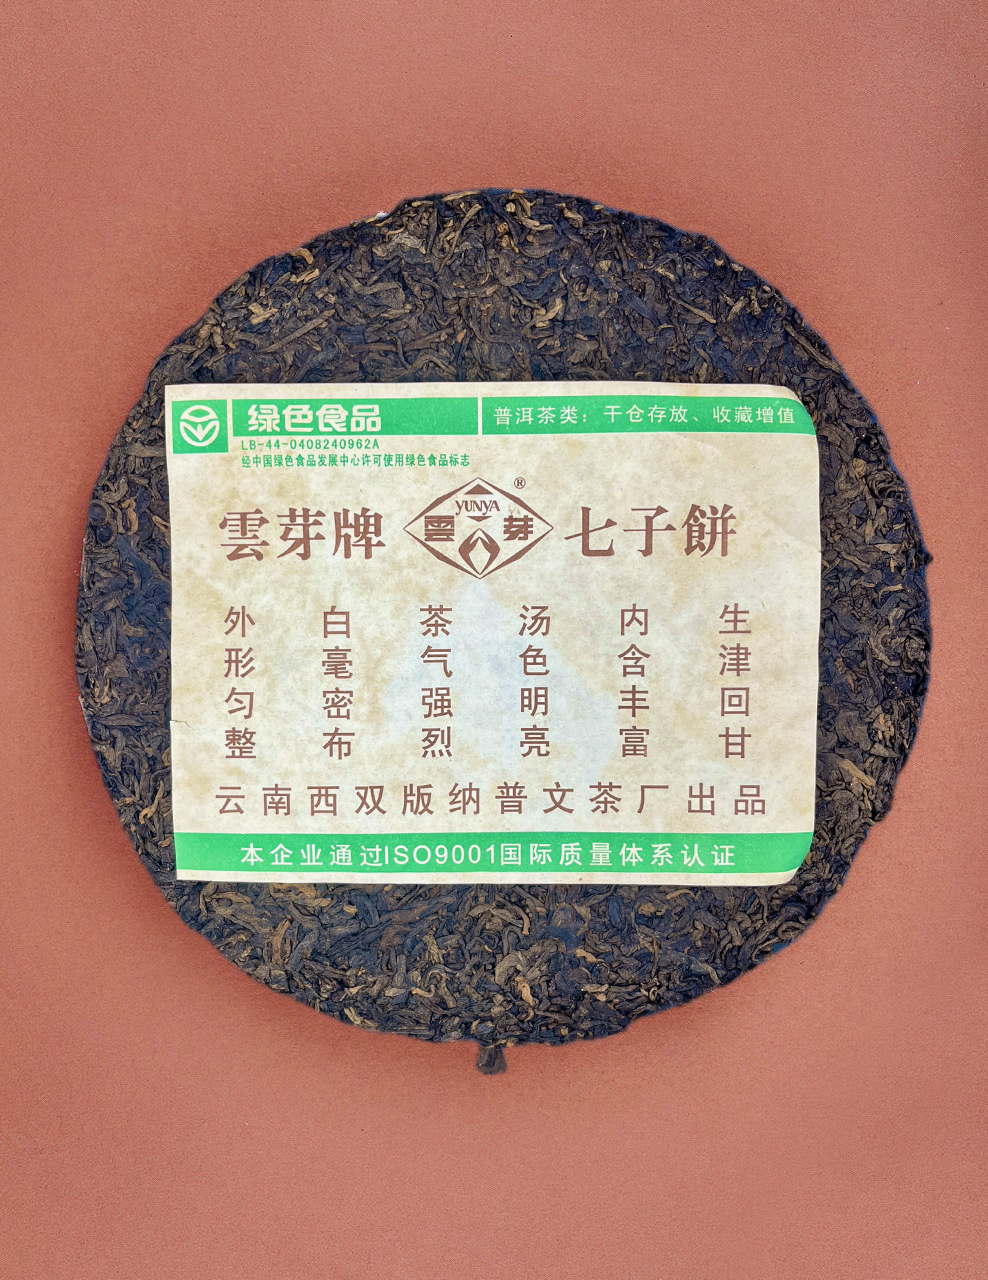 绿色食品
普洱茶类：干仓存放、收藏增值
LB-44-0408240962A
经中国绿色食品发展中心许可使用绿色食品标志
雲芽牌
YUNYA
®
雲芽
七子餅
外形匀整
白毫密布
茶气强烈
汤色明亮
内含丰富
生津回甘
云南西双版纳普文茶厂出品
本企业通过ISO9001国际质量体系认证